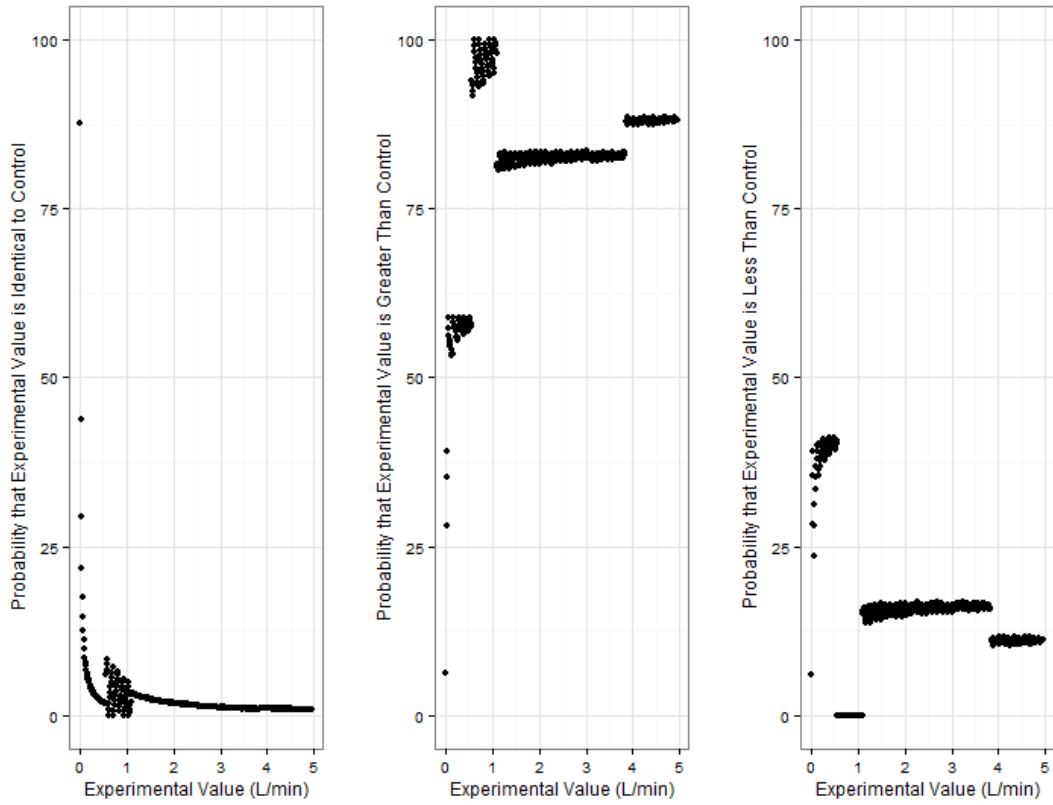 Probability that Experimental Value is Identical to Control
100
75
50
25
0
0 1 2 3 4 5
Experimental Value (L/min)
Probability that Experimental Value is Greater Than Control
100
75
50
25
0
0 1 2 3 4 5
Experimental Value (L/min)
Probability that Experimental Value is Less Than Control
100
75
50
25
0
0 1 2 3 4 5
Experimental Value (L/min)